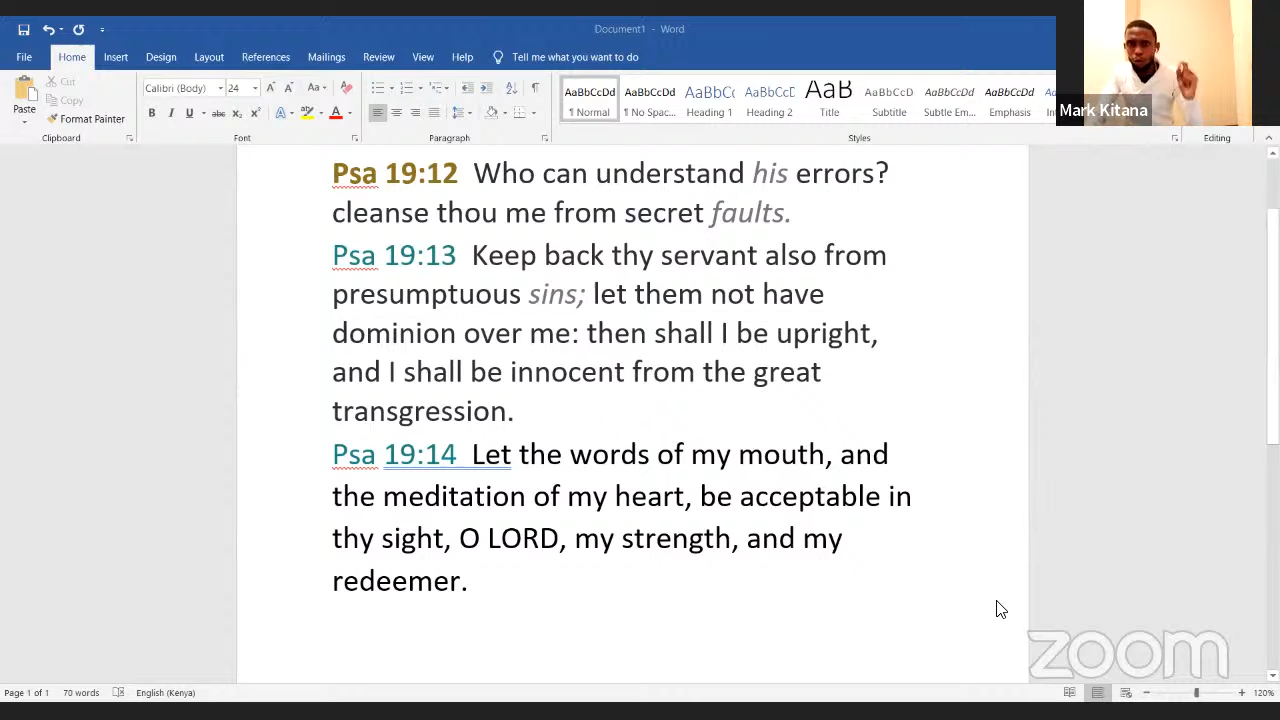 Document1 - Word
File Home Insert Design Layout References Mailings Review View Help Tell me what you want to do
Cut
Copy
Paste
Format Painter
Calibri (Body) 24
Clipboard Font Paragraph Styles Editing
AaBbCcDd AaBbCcDd AaBbCc AaBbCcD AaB AaBbCcD AaBbCcDd AaBbCcDd
¶ Normal ¶ No Spac... Heading 1 Heading 2 Title Subtitle Subtle Em... Emphasis
Mark Kitana
Psa 19:12 Who can understand his errors?
cleanse thou me from secret faults.
Psa 19:13 Keep back thy servant also from
presumptuous sins; let them not have
dominion over me: then shall I be upright,
and I shall be innocent from the great
transgression.
Psa 19:14 Let the words of my mouth, and
the meditation of my heart, be acceptable in
thy sight, O LORD, my strength, and my
redeemer.
zoom
Page 1 of 1 70 words English (Kenya) 120%